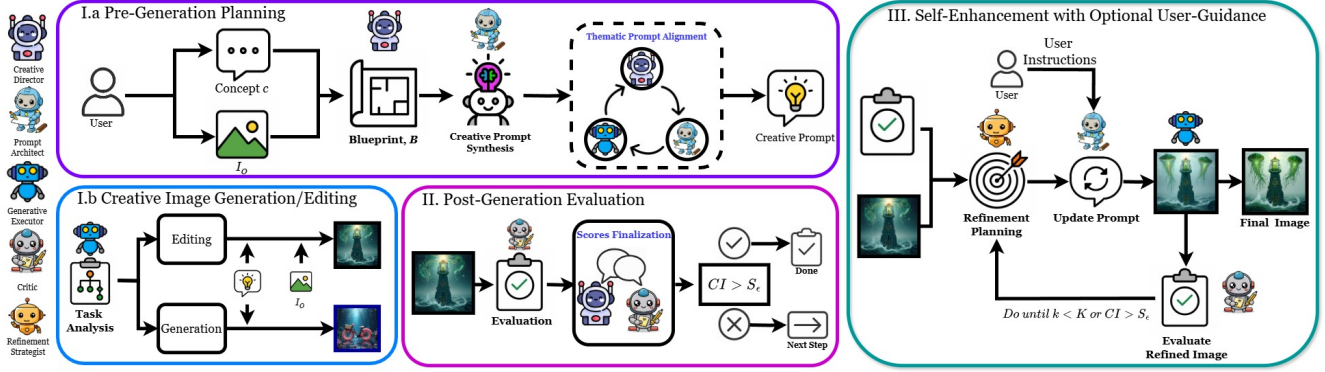 Creative
Director
Prompt
Architect
Generative
Executor
Critic
Refinement
Strategist
I.a Pre-Generation Planning
User
Concept c
I_O
Blueprint, B
Creative Prompt
Synthesis
Thematic Prompt Alignment
Creative Prompt
I.b Creative Image Generation/Editing
Task
Analysis
Editing
Generation
I_O
II. Post-Generation Evaluation
Evaluation
Scores Finalization
CI > S_ϵ
Done
Next Step
III. Self-Enhancement with Optional User-Guidance
User
User
Instructions
Refinement
Planning
Update Prompt
Final Image
Do until k < K or CI > S_ϵ
Evaluate
Refined Image